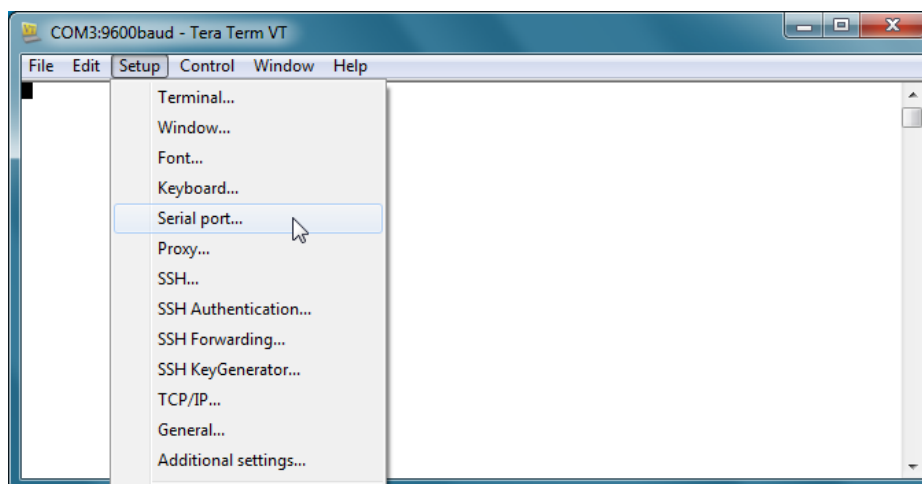 COM3:9600baud - Tera Term VT
File Edit Setup Control Window Help
Terminal...
Window...
Font...
Keyboard...
Serial port...
Proxy...
SSH...
SSH Authentication...
SSH Forwarding...
SSH KeyGenerator...
TCP/IP...
General...
Additional settings...